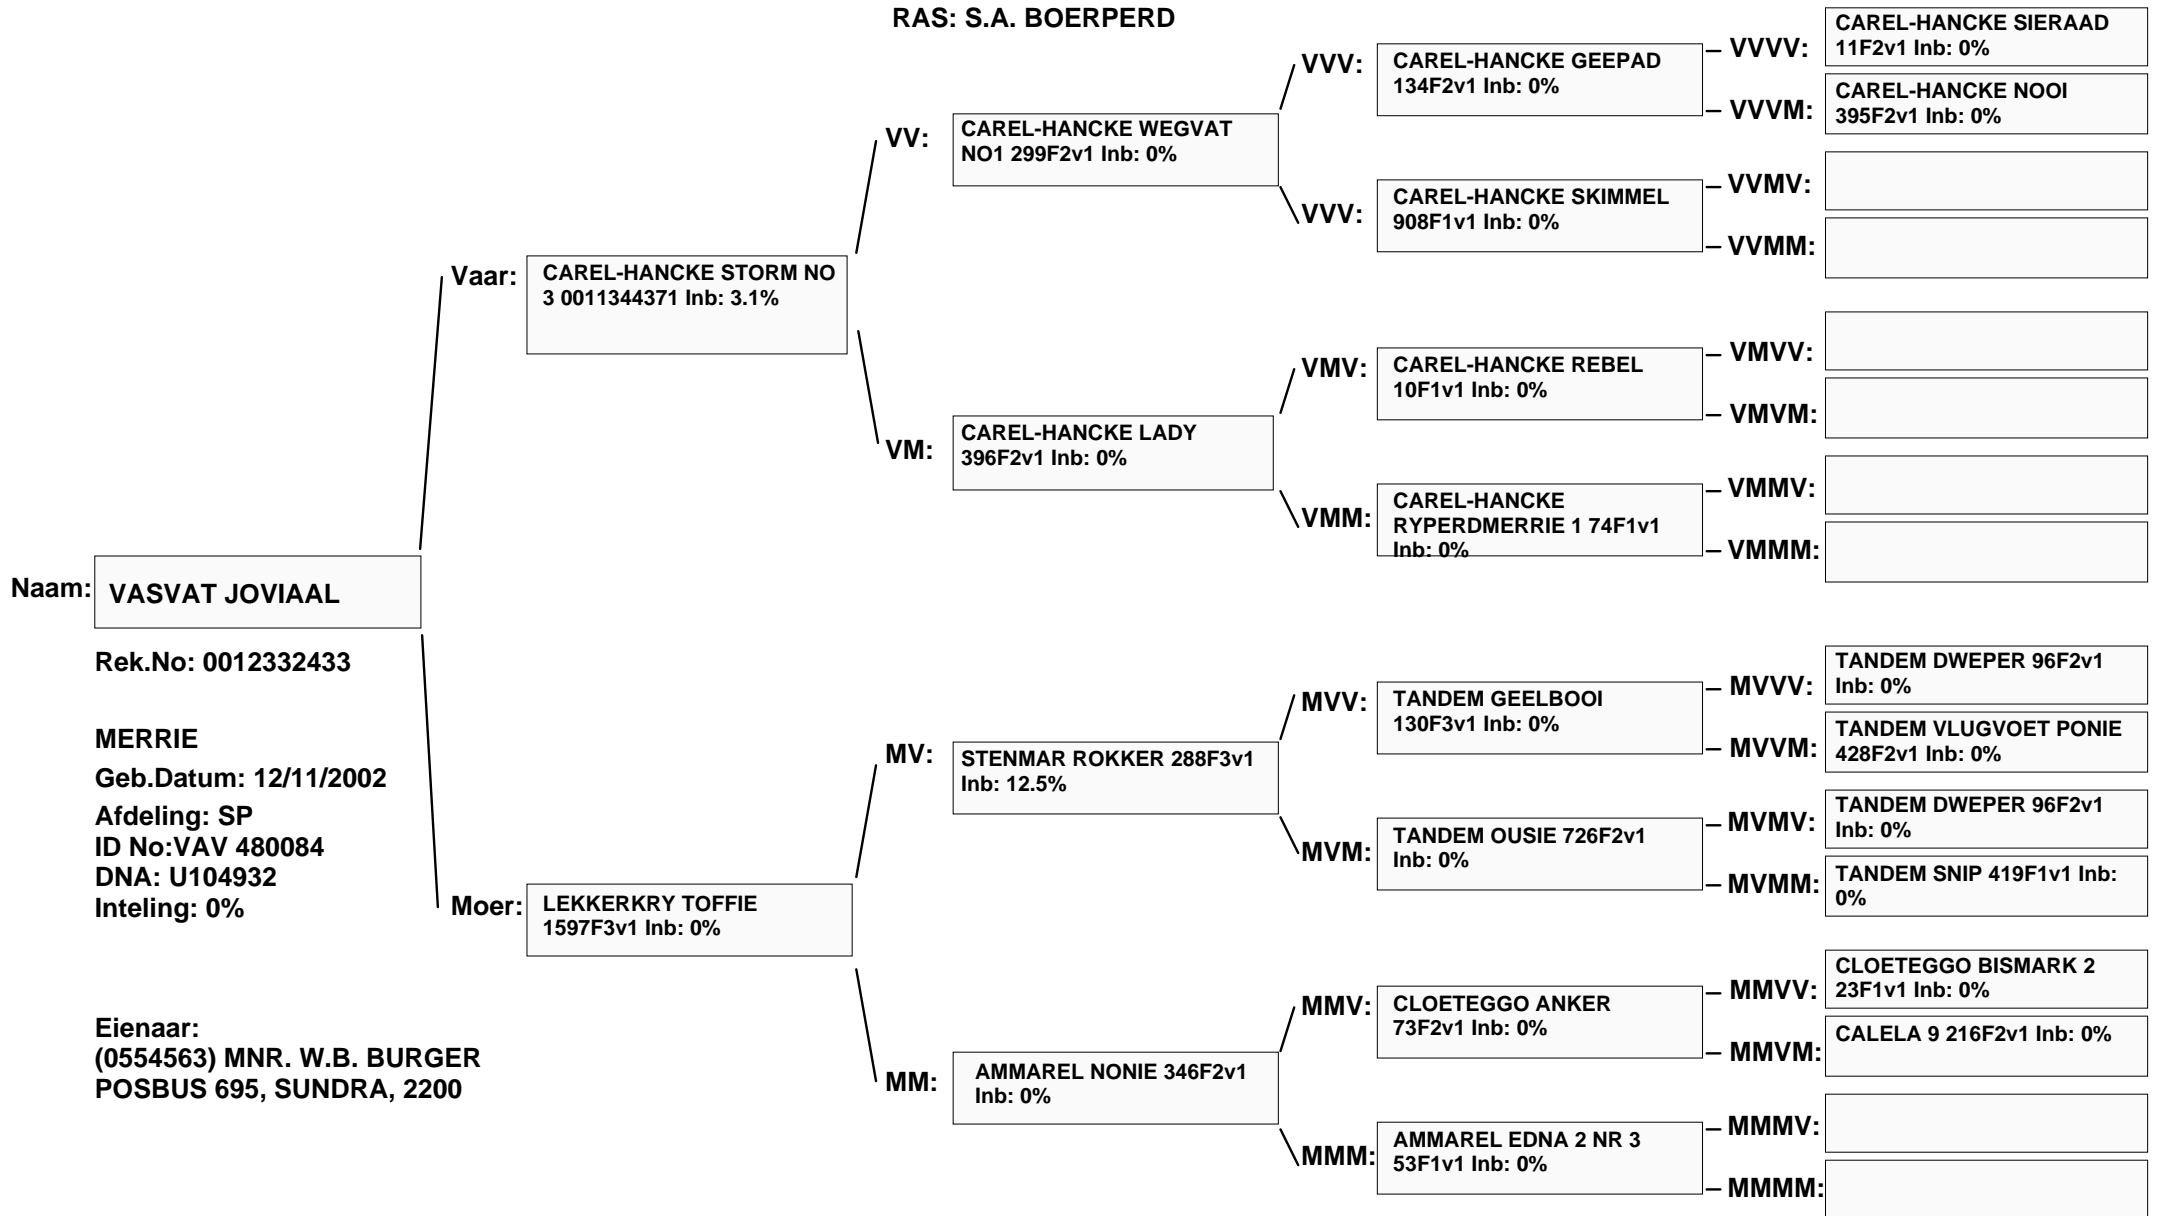 RAS: S.A. BOERPERD
Naam:
VASVAT JOVIAAL
Rek.No: 0012332433
MERRIE
Geb.Datum: 12/11/2002
Afdeling: SP
ID No:VAV 480084
DNA: U104932
Inteling: 0%
Eienaar:
(0554563) MNR. W.B. BURGER
POSBUS 695, SUNDRA, 2200
Vaar:
CAREL-HANCKE STORM NO
3 0011344371 Inb: 3.1%
Moer:
LEKKERKRY TOFFIE
1597F3v1 Inb: 0%
VV:
CAREL-HANCKE WEGVAT
NO1 299F2v1 Inb: 0%
VM:
CAREL-HANCKE LADY
396F2v1 Inb: 0%
MV:
STENMAR ROKKER 288F3v1
Inb: 12.5%
MM:
AMMAREL NONIE 346F2v1
Inb: 0%
VVV:
CAREL-HANCKE GEEPAD
134F2v1 Inb: 0%
VVV:
CAREL-HANCKE SKIMMEL
908F1v1 Inb: 0%
VMV:
CAREL-HANCKE REBEL
10F1v1 Inb: 0%
VMM:
CAREL-HANCKE
RYPERDMERRIE 1 74F1v1
Inb: 0%
MVV:
TANDEM GEELBOOI
130F3v1 Inb: 0%
MVM:
TANDEM OUSIE 726F2v1
Inb: 0%
MMV:
CLOETEGGO ANKER
73F2v1 Inb: 0%
MMM:
AMMAREL EDNA 2 NR 3
53F1v1 Inb: 0%
VVVV:
CAREL-HANCKE SIERAAD
11F2v1 Inb: 0%
VVVM:
CAREL-HANCKE NOOI
395F2v1 Inb: 0%
VVMV:
VVMM:
VMVV:
VMVM:
VMMV:
VMMM:
MVVV:
TANDEM DWEPER 96F2v1
Inb: 0%
MVVM:
TANDEM VLUGVOET PONIE
428F2v1 Inb: 0%
MVMV:
TANDEM DWEPER 96F2v1
Inb: 0%
MVMM:
TANDEM SNIP 419F1v1 Inb:
0%
MMVV:
CLOETEGGO BISMARK 2
23F1v1 Inb: 0%
MMVM:
CALELA 9 216F2v1 Inb: 0%
MMMV:
MMMM: